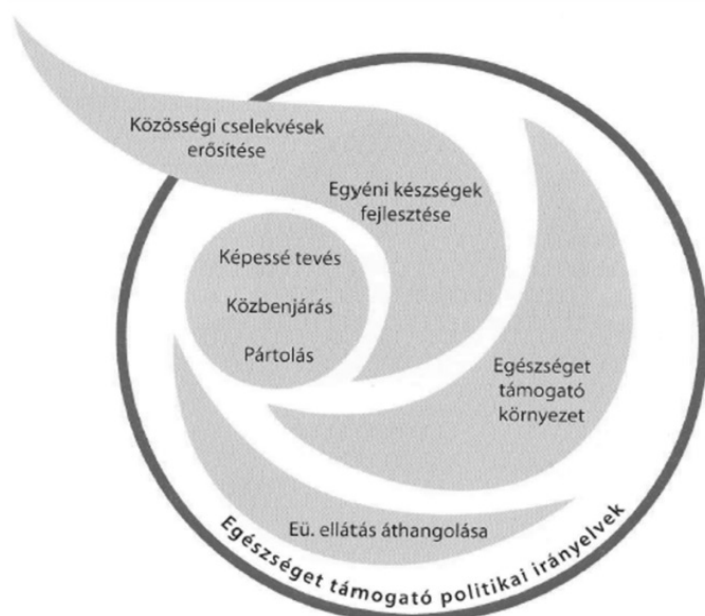 Közösségi cselekvések
erősítése
Egyéni készségek
fejlesztése
Képessé tevés
Közbenjárás
Pártolás
Egészséget
támogató
környezet
Eü. ellátás áthangolása
Egészséget támogató politikai irányelvek